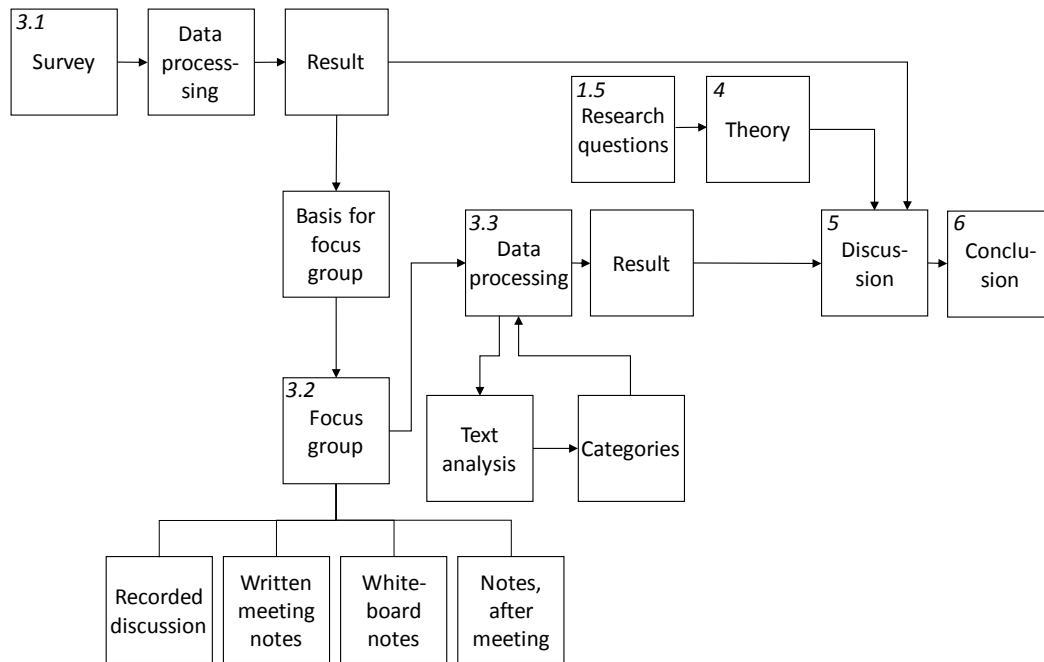 3.1
Survey
Data
process-
sing
Result
1.5
Research
questions
4
Theory
Basis for
focus
group
3.3
Data
processing
Result
5
Discus-
sion
6
Conclu-
sion
3.2
Focus
group
Text
analysis
Categories
Recorded
discussion
Written
meeting
notes
White-
board
notes
Notes,
after
meeting